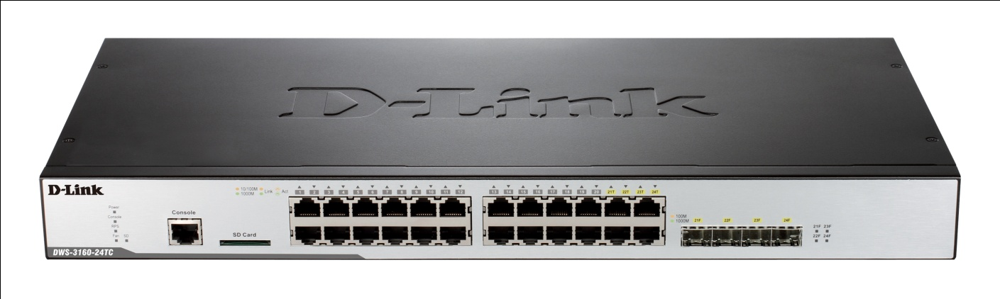 D-Link
D-Link
10/100M
1000M
Link
Act
1 2 3 4 5 6 7 8 9 10 11 12
13 14 15 16 17 18 19 20 21T 22T 23T 24T
Power
Console
RPS
Fan SD
Console
SD Card
100M
1000M
21F 22F 23F 24F
21F 23F
22F 24F
DWS-3160-24TC